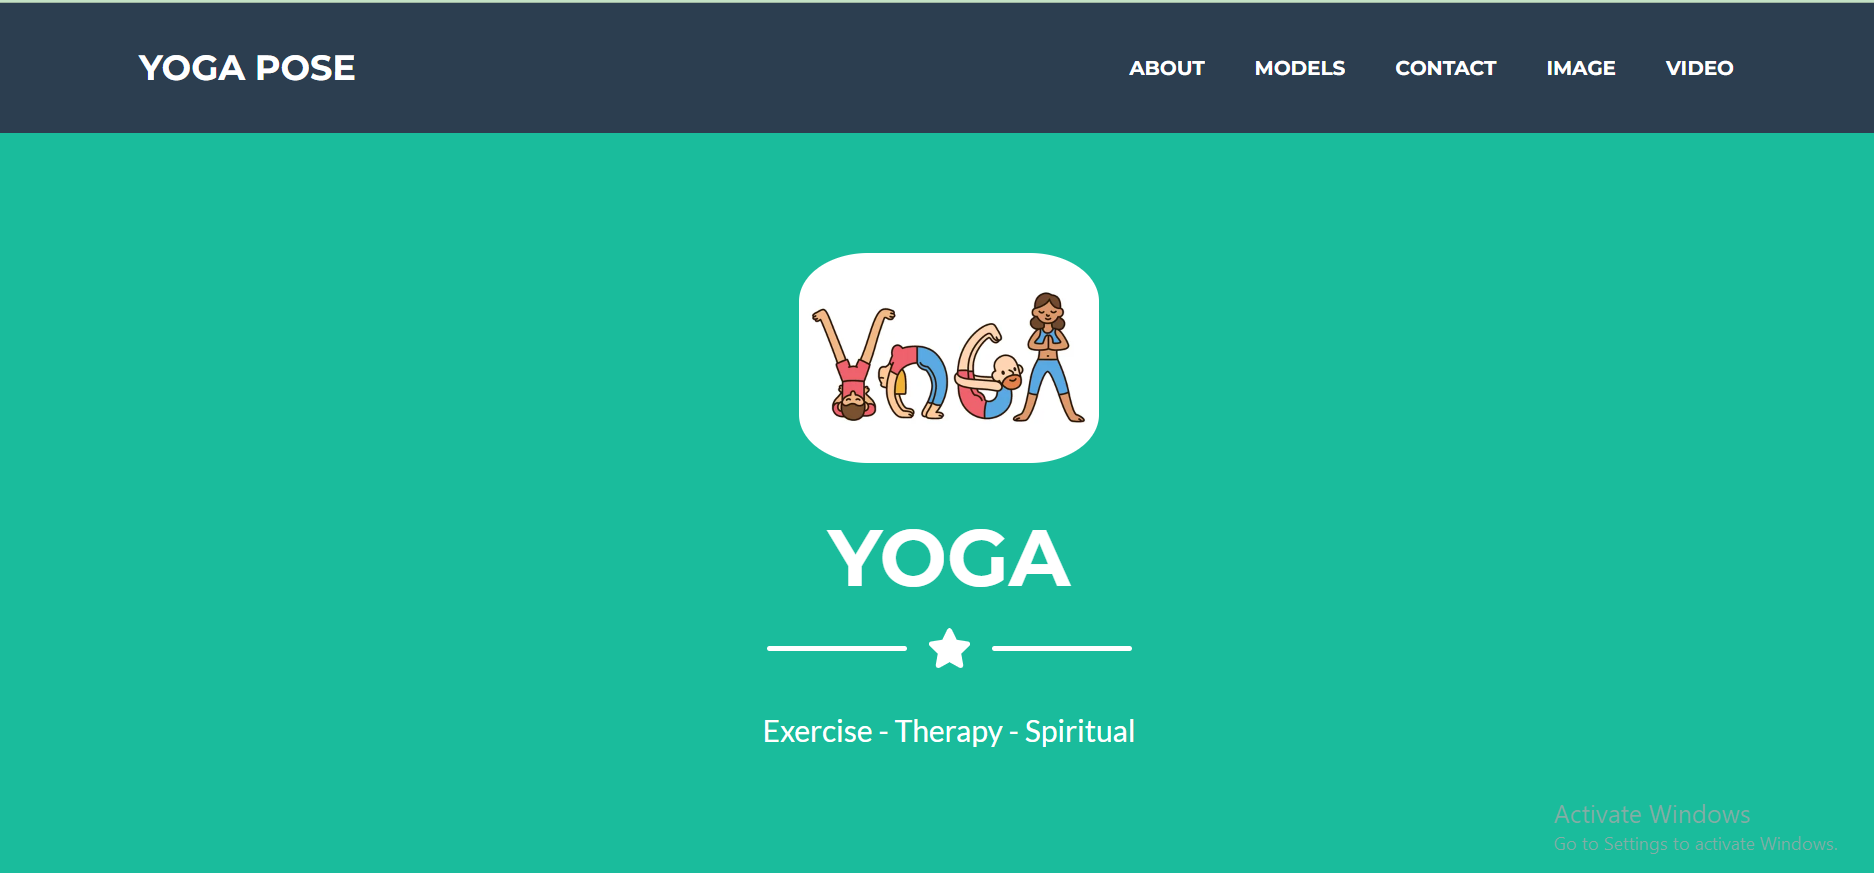 YOGA POSE
ABOUT MODELS CONTACT IMAGE VIDEO
YOGA
YOGA
Exercise - Therapy - Spiritual
Activate Windows
Go to Settings to activate Windows.